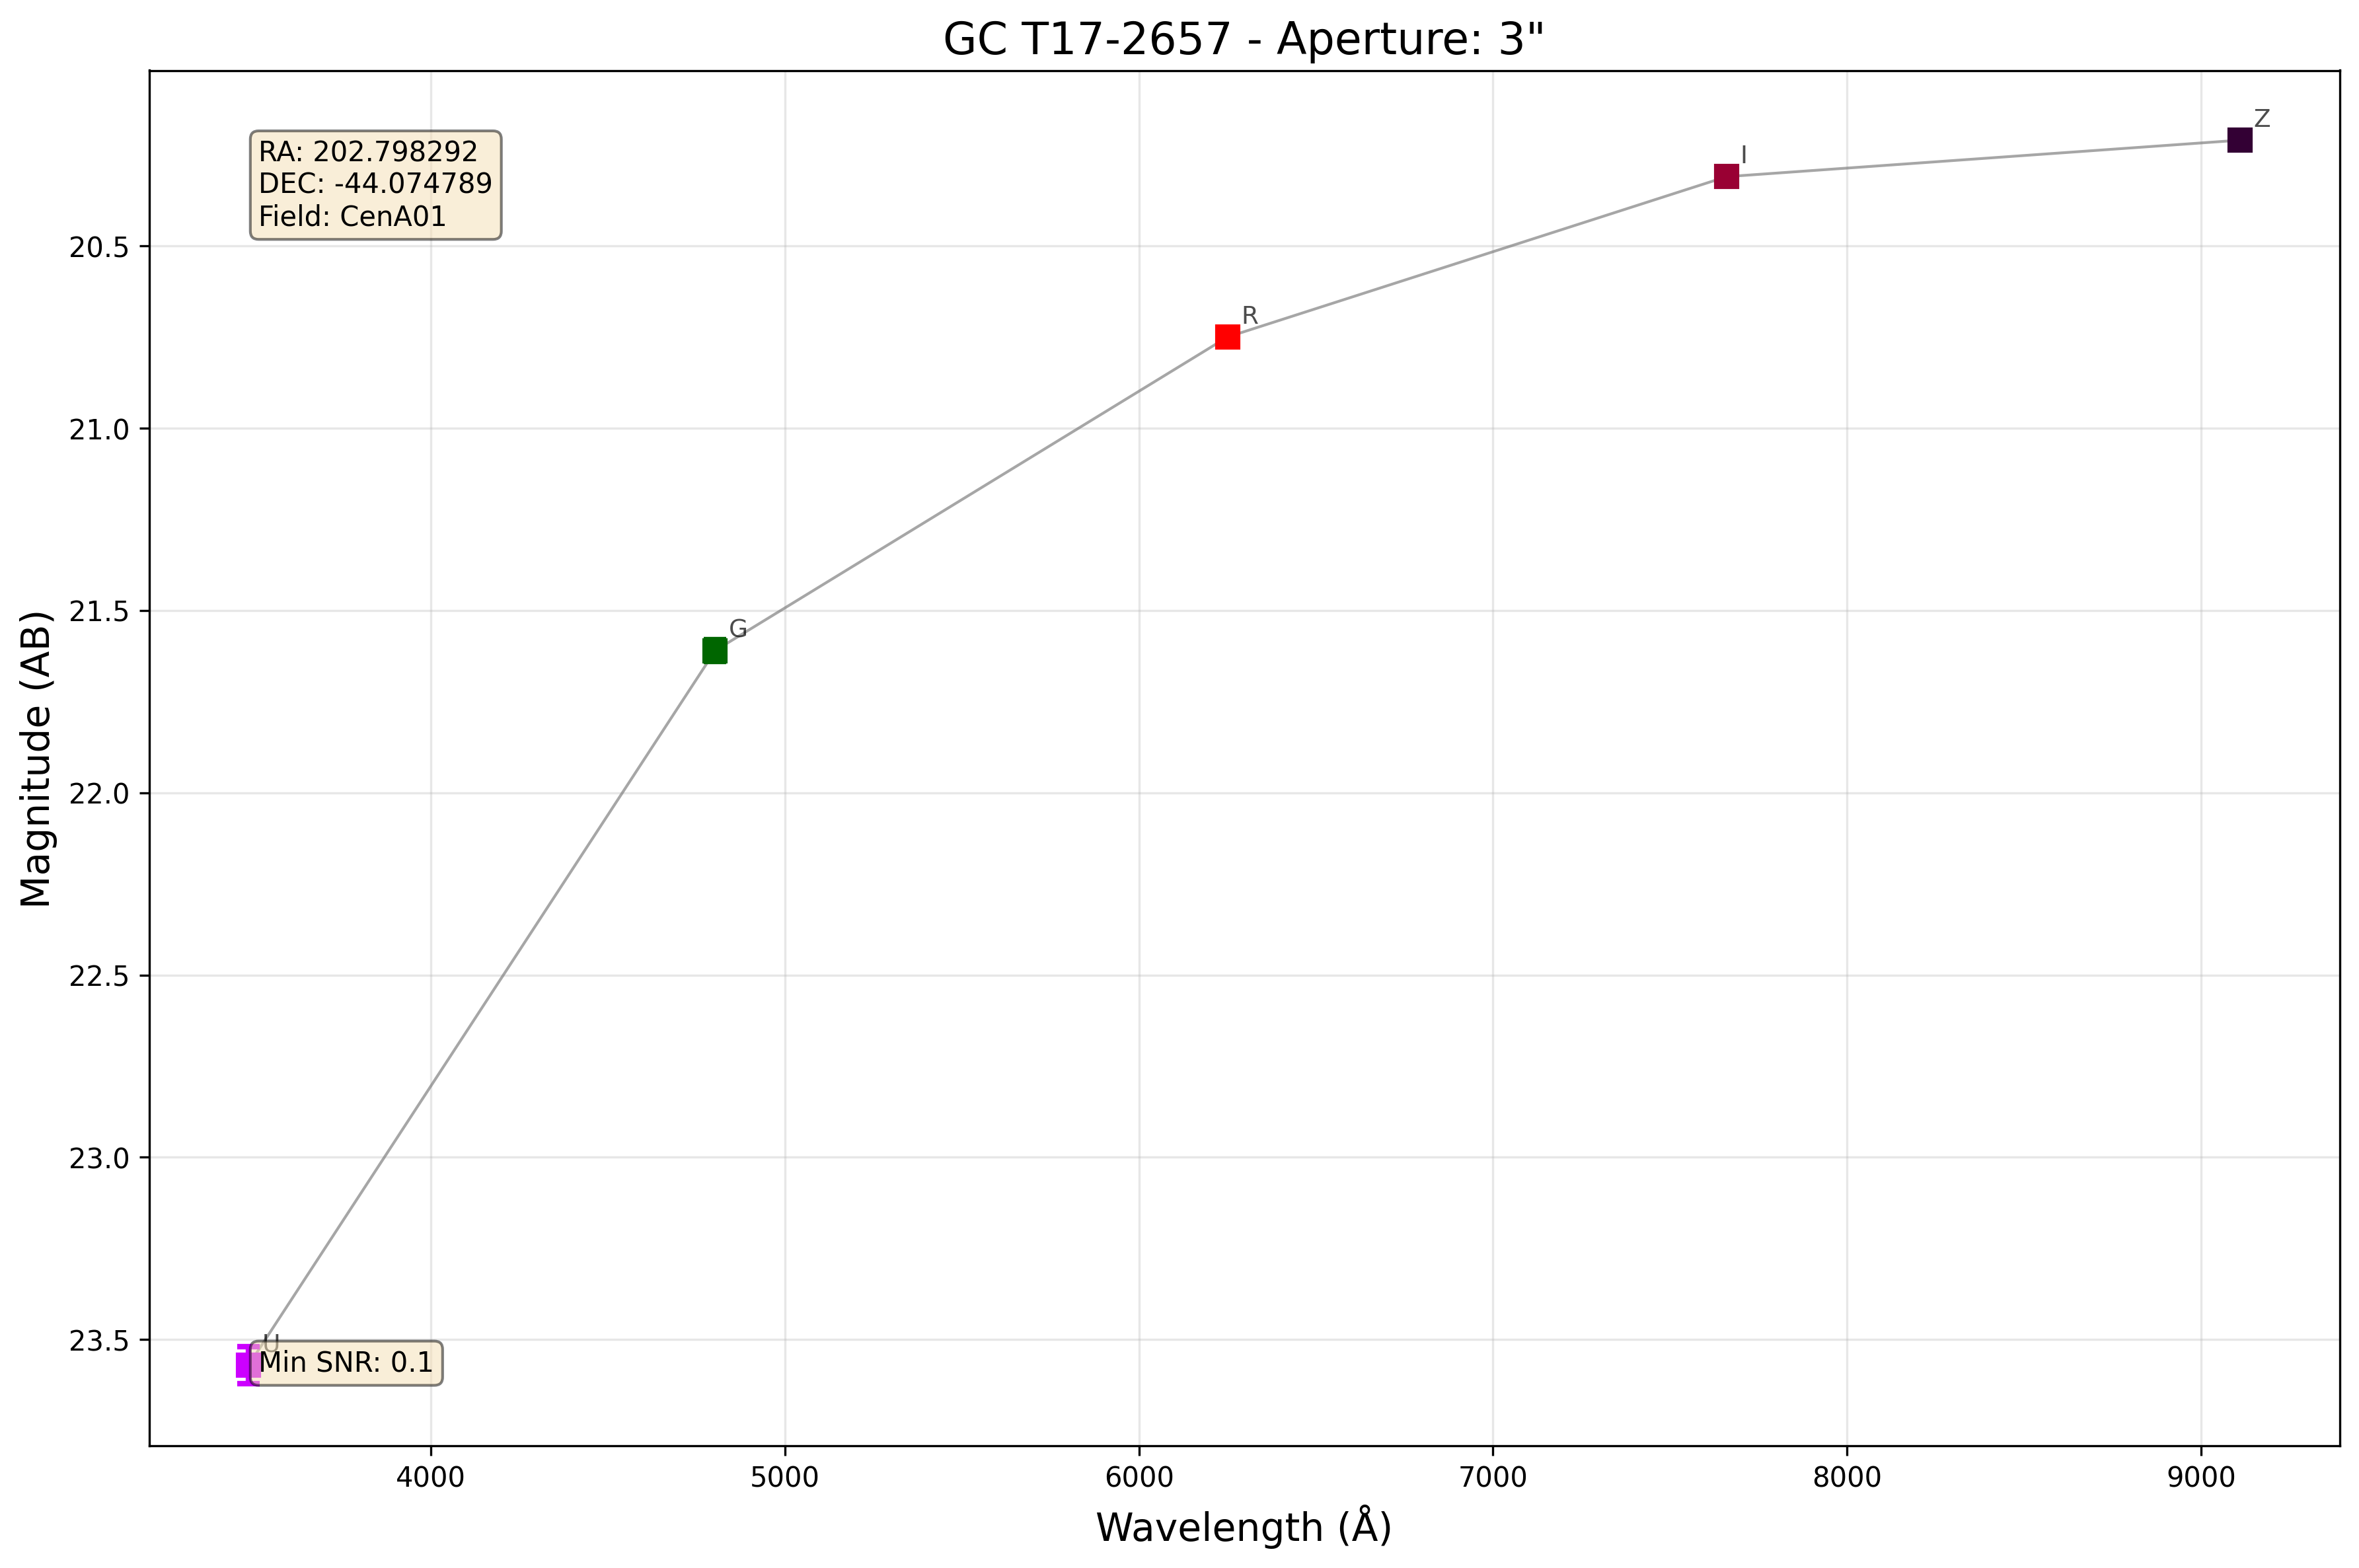 GC T17-2657 - Aperture: 3"
RA: 202.798292
DEC: -44.074789
Field: CenA01
Z
I
R
G
U
Min SNR: 0.1
Magnitude (AB)
20.5
21.0
21.5
22.0
22.5
23.0
23.5
4000
5000
6000
7000
8000
9000
Wavelength (Å)